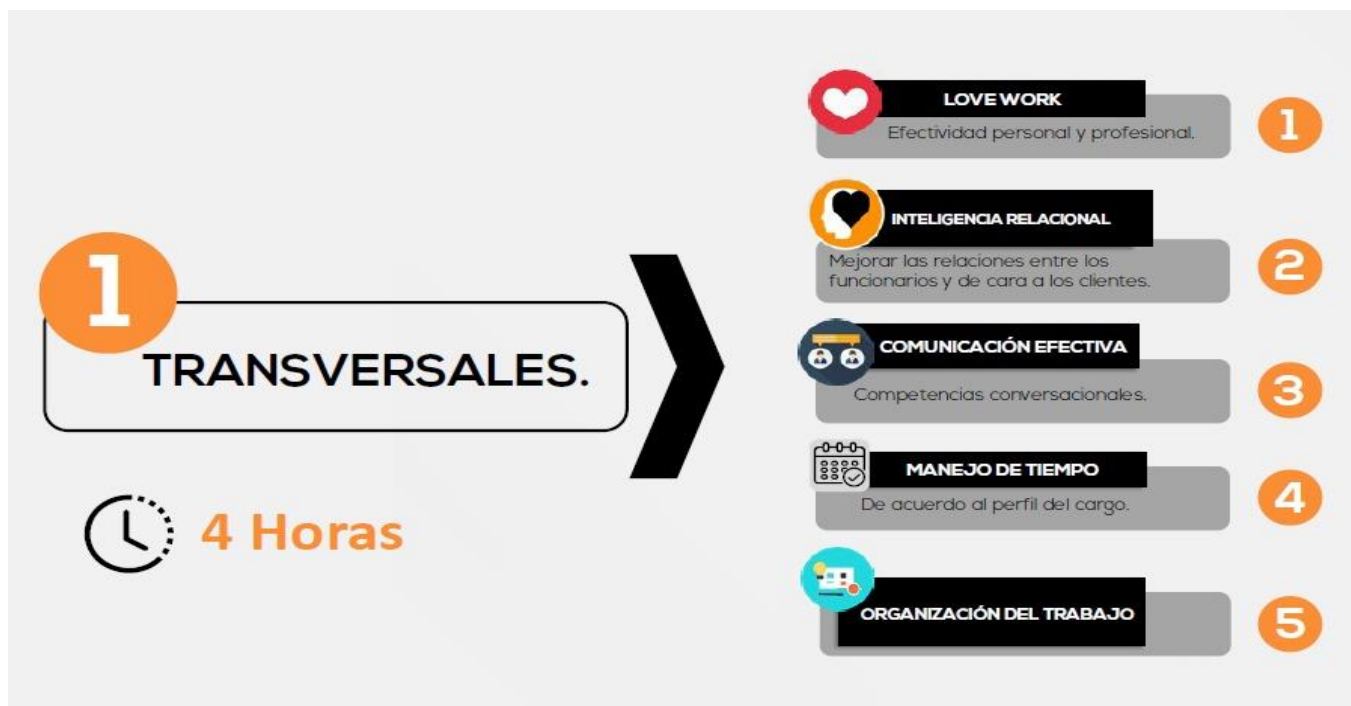 1
TRANSVERSALES.
4 Horas
LOVE WORK
Efectividad personal y profesional.
1
INTELIGENCIA RELACIONAL
Mejorar las relaciones entre los
funcionarios y de cara a los clientes.
2
COMUNICACIÓN EFECTIVA
Competencias conversacionales.
3
MANEJO DE TIEMPO
De acuerdo al perfil del cargo.
4
ORGANIZACIÓN DEL TRABAJO
5